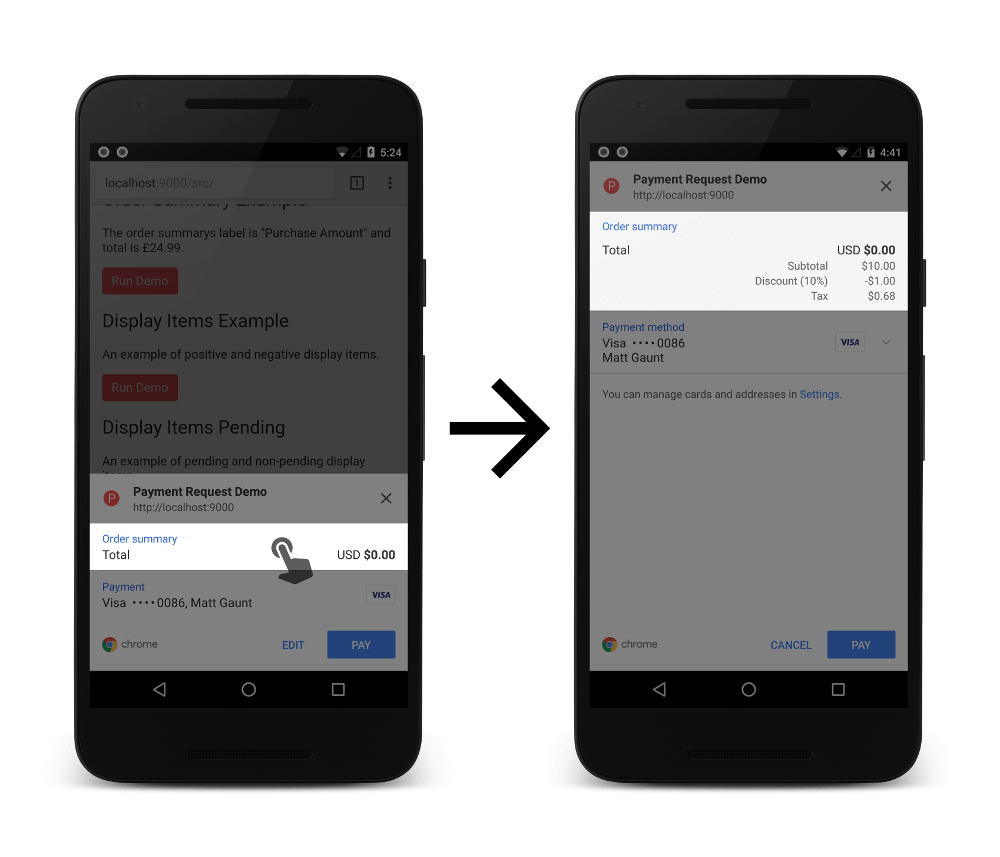 5:24
localhost:9000/src/
1
Order Summary Example
The order summarys label is "Purchase Amount" and
total is £24.99.
Run Demo
Display Items Example
An example of positive and negative display items.
Run Demo
Display Items Pending
An example of pending and non-pending display
items.
P
Payment Request Demo
http://localhost:9000
Order summary
Total USD $0.00
Payment
Visa ••••0086, Matt Gaunt
VISA
chrome
EDIT
PAY
4:41
P
Payment Request Demo
http://localhost:9000
Order summary
Total USD $0.00
Subtotal $10.00
Discount (10%) -$1.00
Tax $0.68
Payment method
Visa ••••0086
Matt Gaunt
VISA
You can manage cards and addresses in Settings.
chrome
CANCEL
PAY